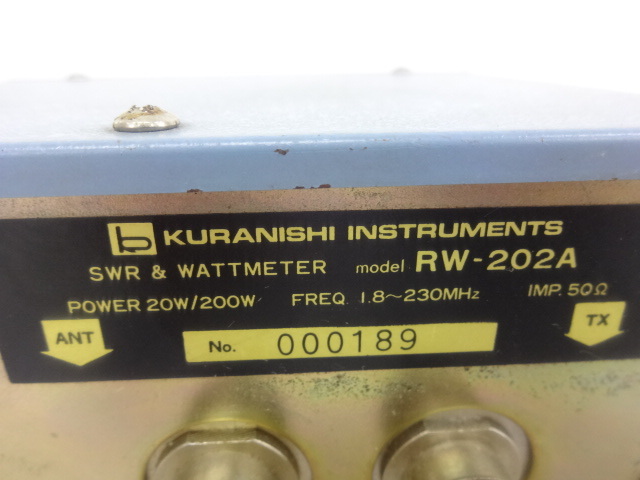 KURANISHI INSTRUMENTS
SWR & WATTMETER model RW-202A
POWER 20W/200W FREQ. 1.8~230MHz IMP. 50Ω
ANT No. 000189 TX